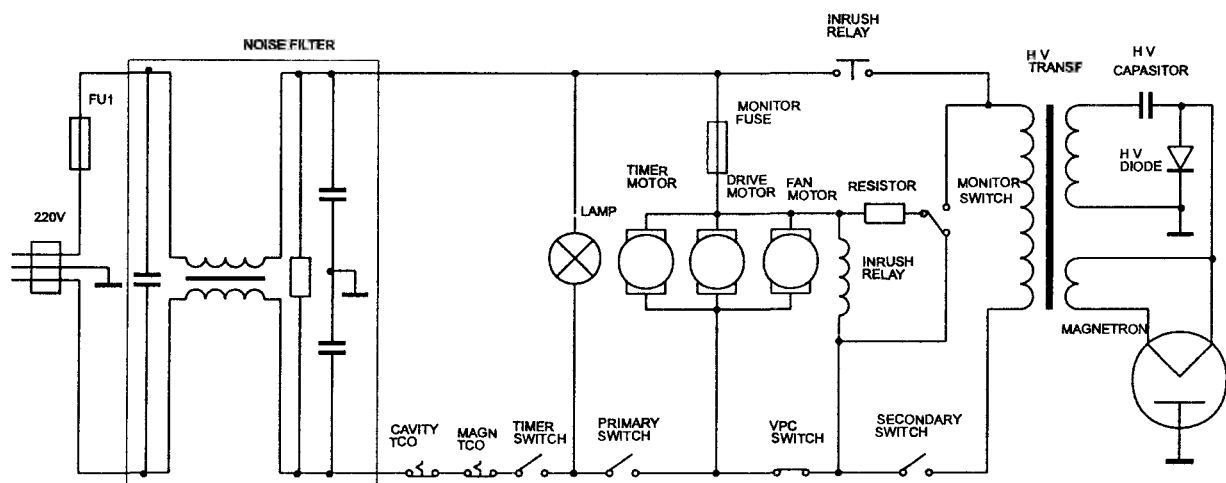 NOISE FILTER
INRUSH
RELAY
H V
TRANSF
H V
CAPASITOR
FU1
MONITOR
FUSE
H V
DIODE
TIMER
MOTOR
DRIVE
MOTOR
FAN
MOTOR
RESISTOR
MONITOR
SWITCH
220V
LAMP
INRUSH
RELAY
MAGNETRON
CAVITY
TCO
MAGN
TCO
TIMER
SWITCH
PRIMARY
SWITCH
VPC
SWITCH
SECONDARY
SWITCH